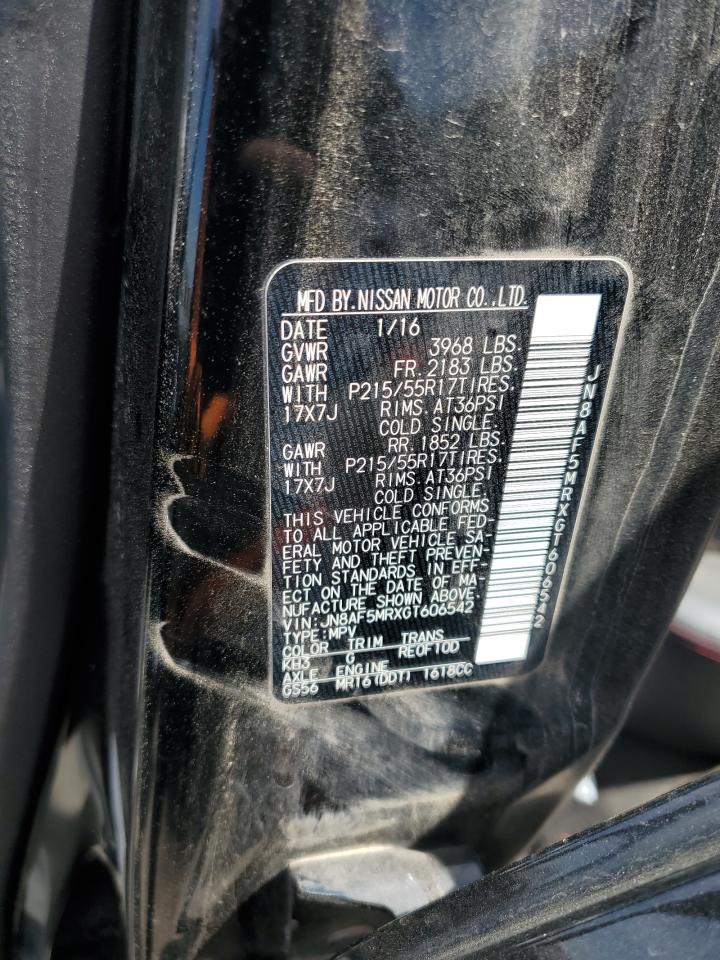 MFD BY.NISSAN MOTOR CO.,LTD.
DATE 1/16
GVWR 3968 LBS.
GAWR FR.2183 LBS.
WITH P215/55R17TIRES.
17X7J RIMS.AT36PSI
COLD SINGLE.
GAWR RR.1852 LBS.
WITH P215/55R17TIRES.
17X7J RIMS.AT36PSI
COLD SINGLE.
THIS VEHICLE CONFORMS
TO ALL APPLICABLE FED-
ERAL MOTOR VEHICLE SA-
FETY AND THEFT PREVEN-
TION STANDARDS IN EFF-
ECT ON THE DATE OF MA-
NUFACTURE SHOWN ABOVE.
VIN:JN8AF5MRXGT606542
TYPE:MPV
COLOR TRIM TRANS
KH3 G RE0F10D
AXLE ENGINE
GS56 MR16(DDT) 1618CC
JN8AF5MRXGT606542